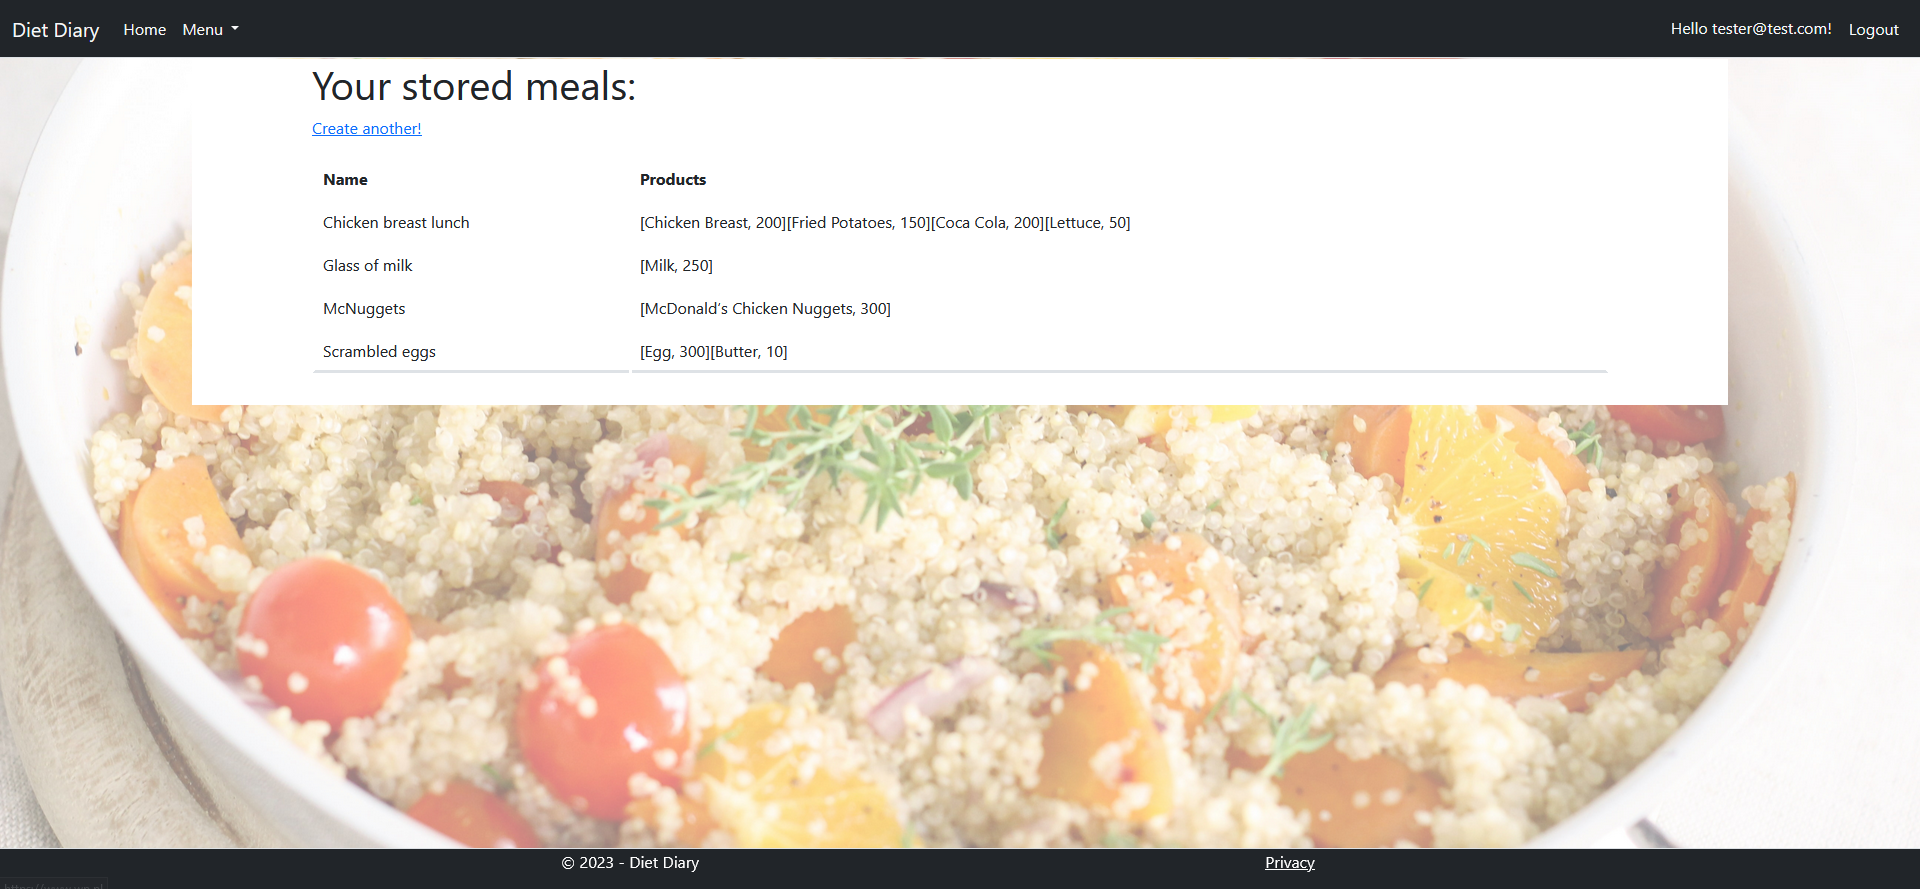 Diet Diary Home Menu Hello tester@test.com! Logout
Your stored meals:
Create another!
Name Products
Chicken breast lunch [Chicken Breast, 200][Fried Potatoes, 150][Coca Cola, 200][Lettuce, 50]
Glass of milk [Milk, 250]
McNuggets [McDonald's Chicken Nuggets, 300]
Scrambled eggs [Egg, 300][Butter, 10]
© 2023 - Diet Diary Privacy